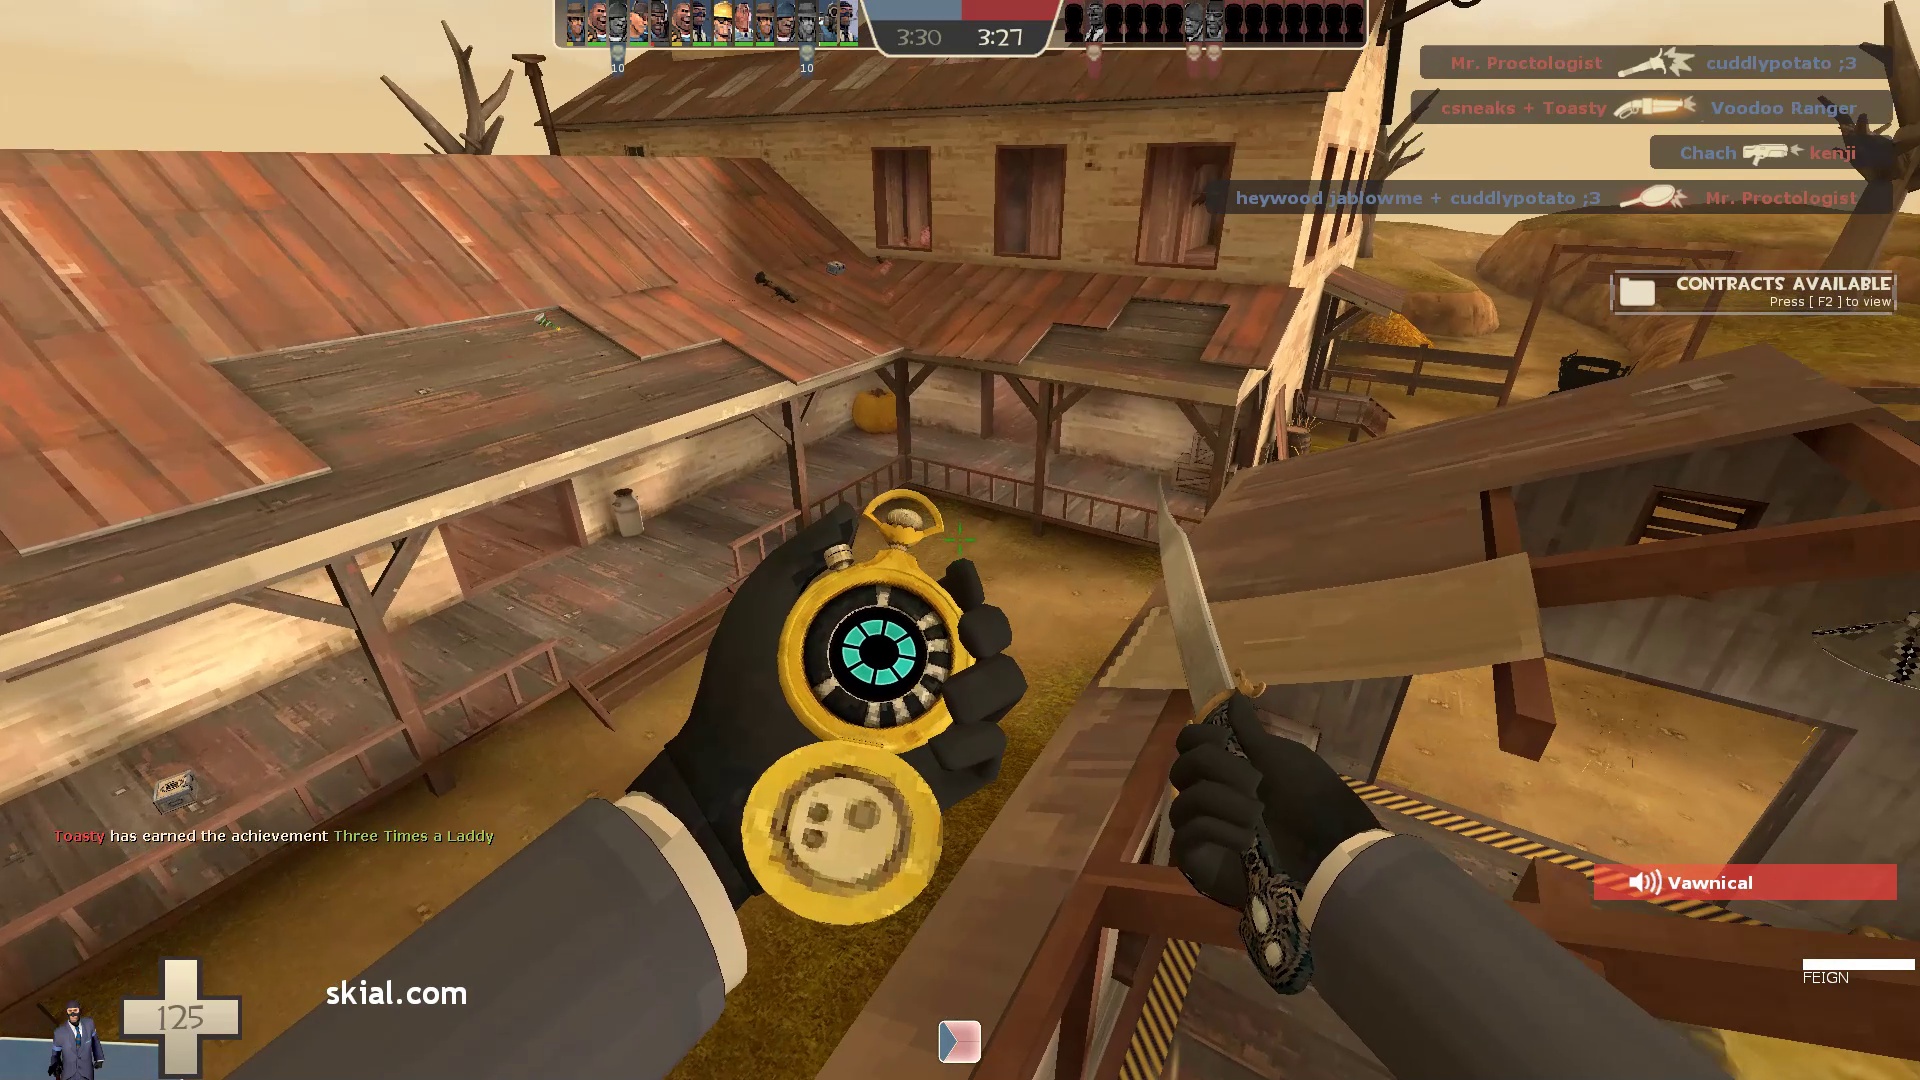 3:30 3:27
10 10
Mr. Proctologist cuddlypotato ;3
csneaks + Toasty Voodoo Ranger
Chach kenji
heywood jablowme + cuddlypotato ;3 Mr. Proctologist
CONTRACTS AVAILABLE
Press [ F2 ] to view
Toasty has earned the achievement Three Times a Laddy
Vawnical
FEIGN
skial.com
125